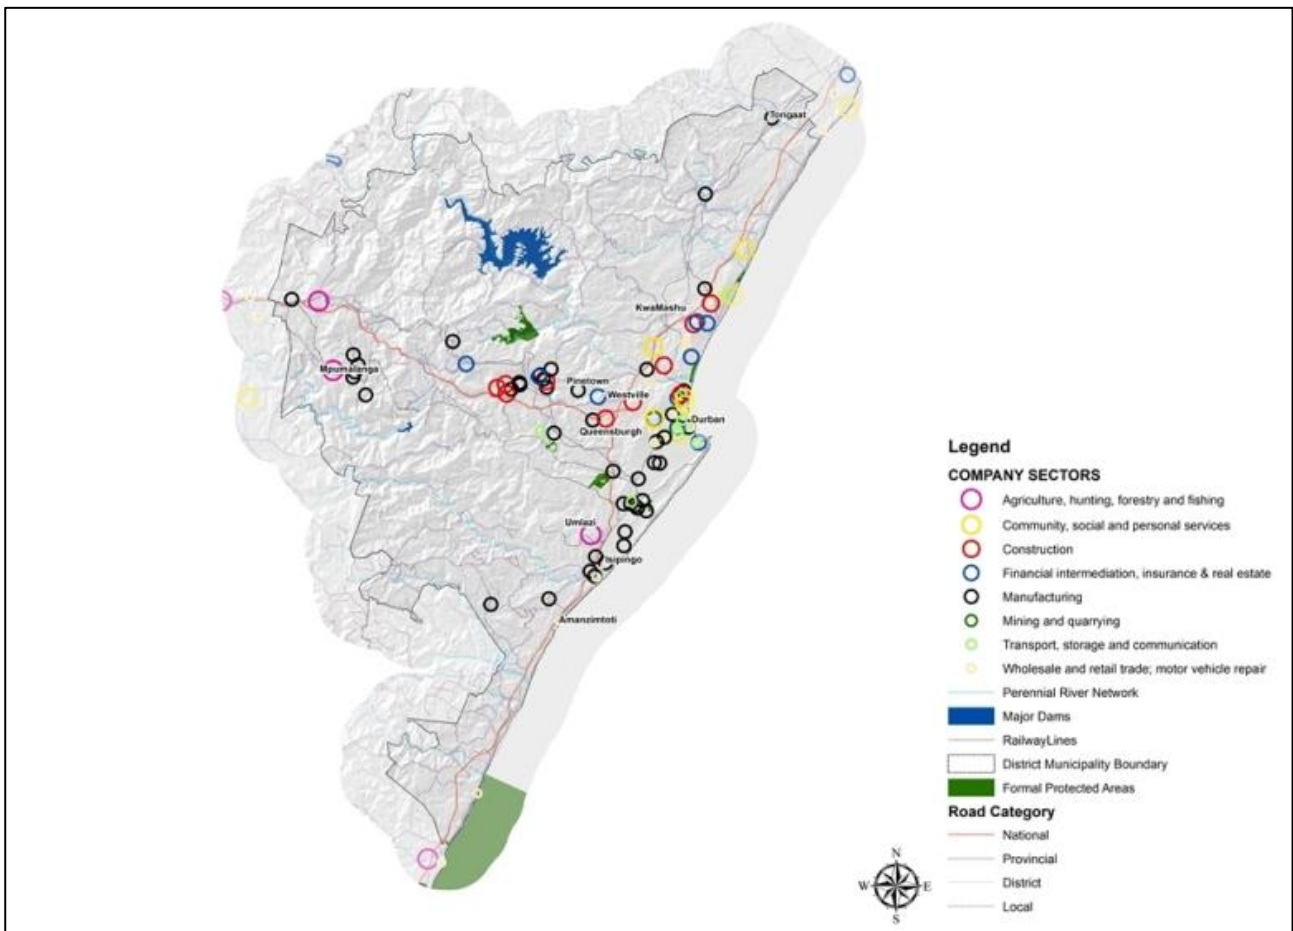 Tongaat
KwaMashu
Mpumalanga
Pinetown
Westville
Durban
Queensburgh
Umlazi
Isipingo
Amanzimtoti
Legend
COMPANY SECTORS
Agriculture, hunting, forestry and fishing
Community, social and personal services
Construction
Financial intermediation, insurance & real estate
Manufacturing
Mining and quarrying
Transport, storage and communication
Wholesale and retail trade; motor vehicle repair
Perennial River Network
Major Dams
RailwayLines
District Municipality Boundary
Formal Protected Areas
Road Category
National
Provincial
District
Local
N
W E
S